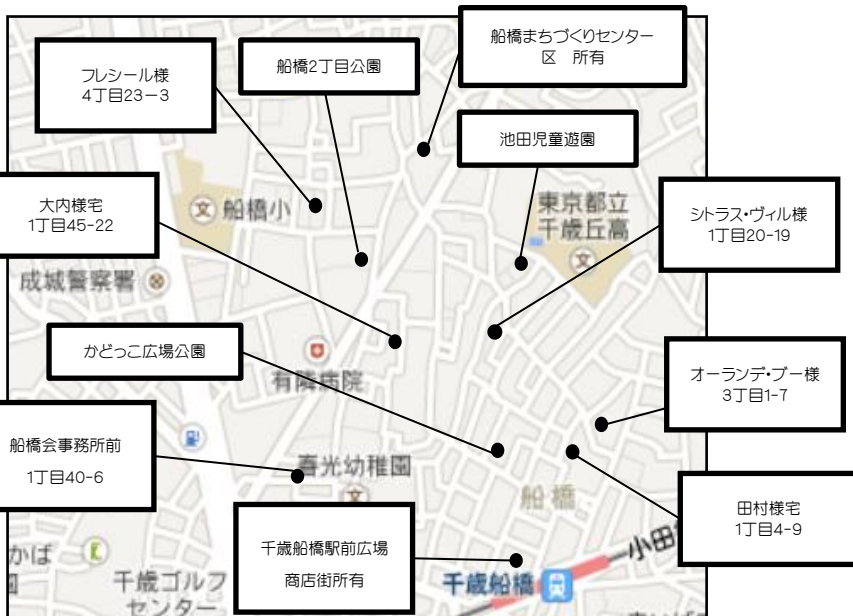 船橋まちづくりセンター
区 所有
フレシール様
4丁目23-3
船橋2丁目公園
池田児童遊園
大内様宅
1丁目45-22
船橋小
東京都立
千歳丘高
シトラス・ヴィル様
1丁目20-19
成城警察署
かどっこ広場公園
有隣病院
オーランデ・ブー様
3丁目1-7
船橋会事務所前
1丁目40-6
春光幼稚園
船橋
田村様宅
1丁目4-9
千歳船橋駅前広場
商店街所有
小田
かば
園
千歳ゴルフ
センター
千歳船橋